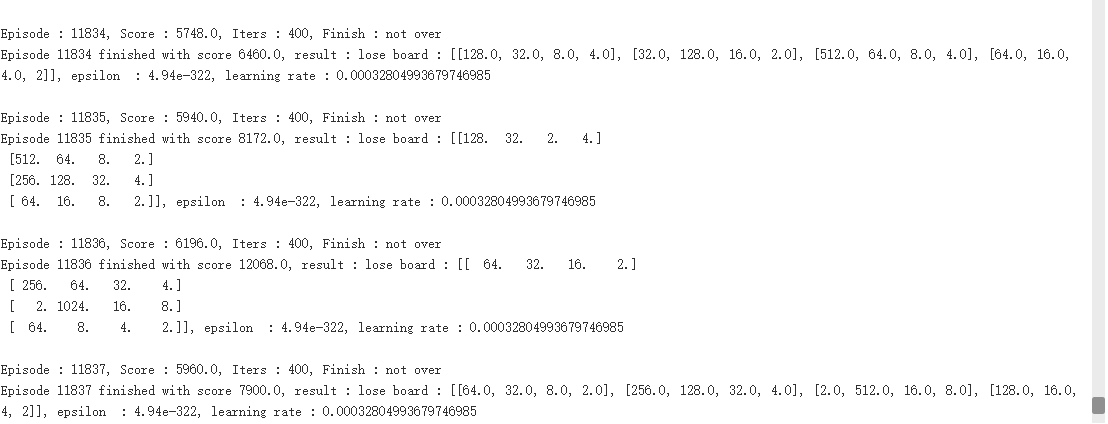 Episode : 11834, Score : 5748.0, Iters : 400, Finish : not over
Episode 11834 finished with score 6460.0, result : lose board : [[128.0, 32.0, 8.0, 4.0], [32.0, 128.0, 16.0, 2.0], [512.0, 64.0, 8.0, 4.0], [64.0, 16.0,
4.0, 2]], epsilon  : 4.94e-322, learning rate : 0.00032804993679746985
Episode : 11835, Score : 5940.0, Iters : 400, Finish : not over
Episode 11835 finished with score 8172.0, result : lose board : [[128.  32.   2.   4.]
 [512.  64.   8.   2.]
 [256. 128.  32.   4.]
 [ 64.  16.   8.   2.]], epsilon  : 4.94e-322, learning rate : 0.00032804993679746985
Episode : 11836, Score : 6196.0, Iters : 400, Finish : not over
Episode 11836 finished with score 12068.0, result : lose board : [[  64.   32.   16.    2.]
 [ 256.   64.   32.    4.]
 [   2. 1024.   16.    8.]
 [  64.    8.    4.    2.]], epsilon  : 4.94e-322, learning rate : 0.00032804993679746985
Episode : 11837, Score : 5960.0, Iters : 400, Finish : not over
Episode 11837 finished with score 7900.0, result : lose board : [[64.0, 32.0, 8.0, 2.0], [256.0, 128.0, 32.0, 4.0], [2.0, 512.0, 16.0, 8.0], [128.0, 16.0,
4, 2]], epsilon  : 4.94e-322, learning rate : 0.00032804993679746985